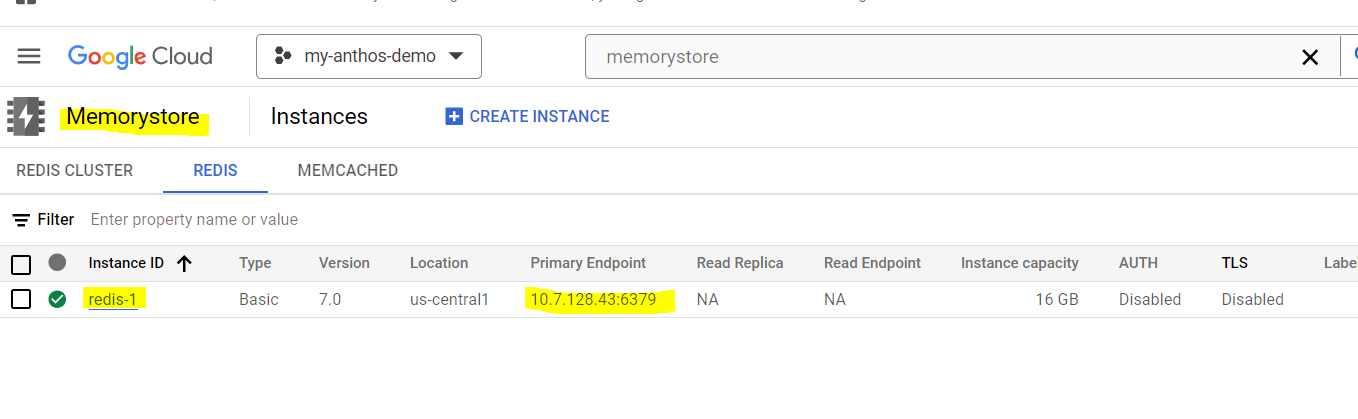 Google Cloud my-anthos-demo memorystore
Memorystore Instances CREATE INSTANCE
REDIS CLUSTER REDIS MEMCACHED
Filter Enter property name or value
Instance ID Type Version Location Primary Endpoint Read Replica Read Endpoint Instance capacity AUTH TLS Labe
redis-1 Basic 7.0 us-central1 10.7.128.43:6379 NA NA 16 GB Disabled Disabled